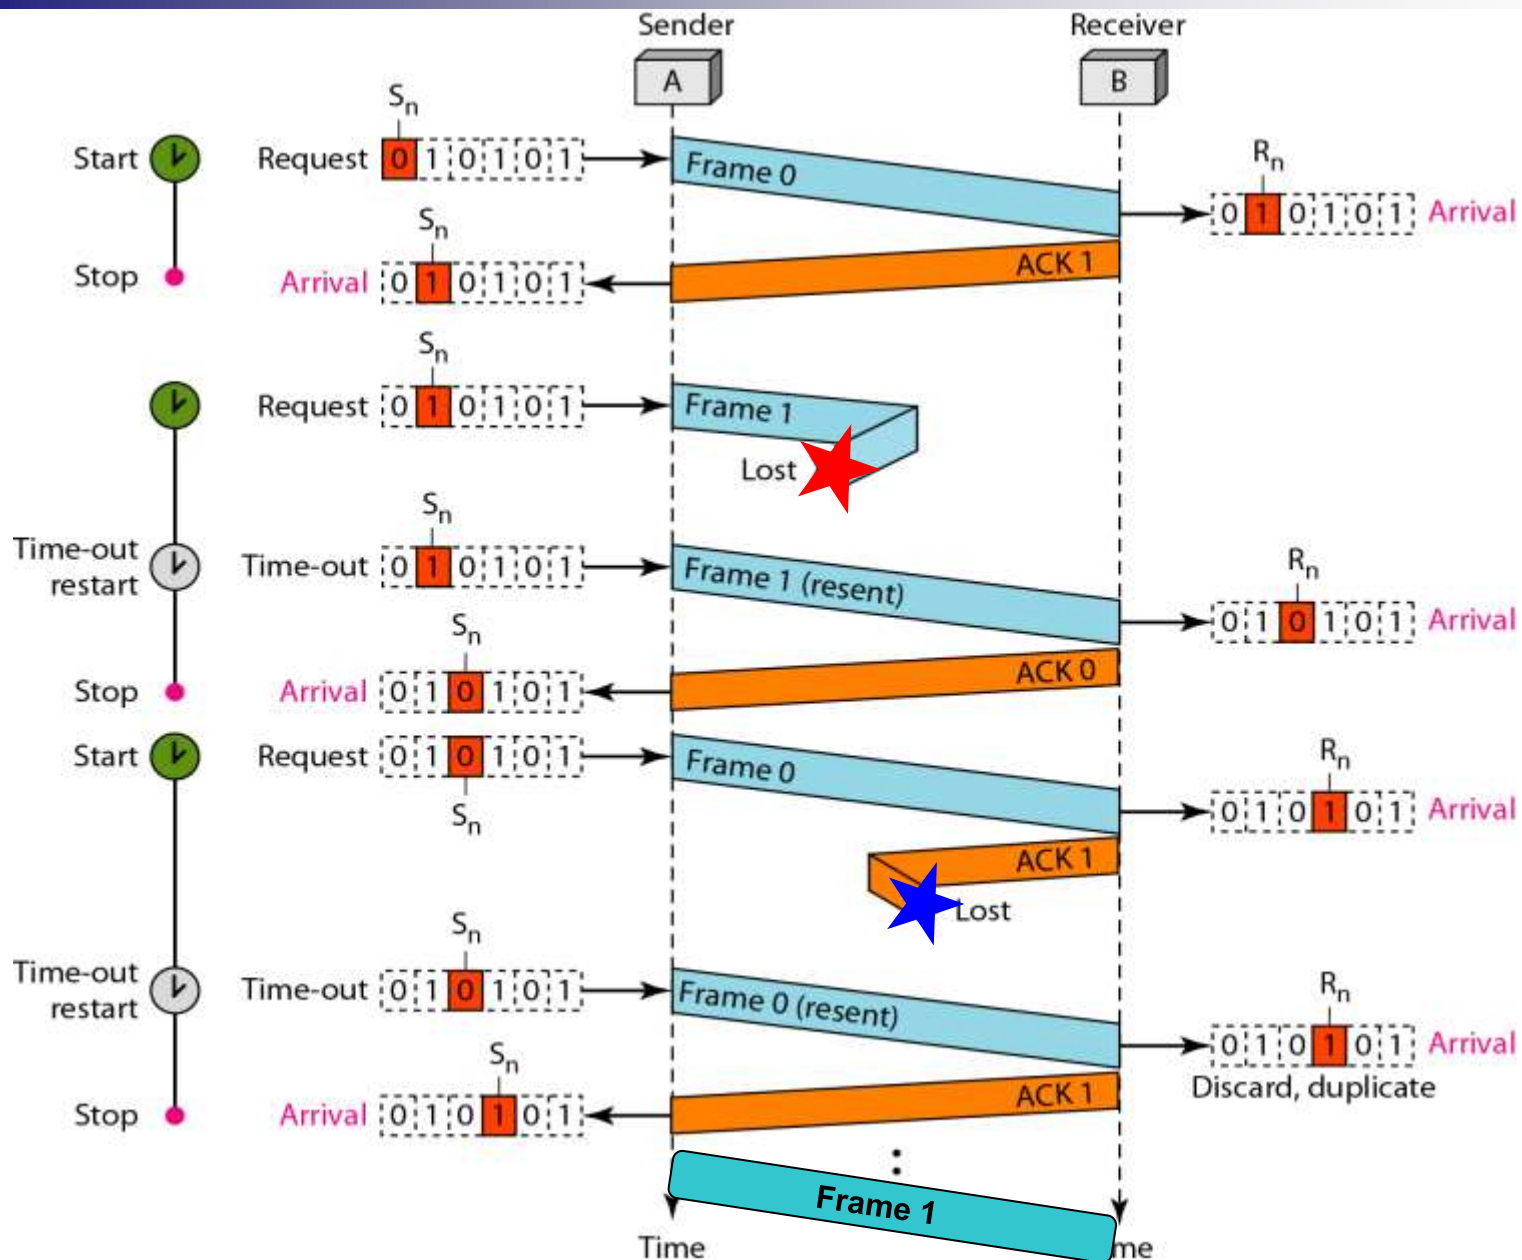 Sender Receiver
A B
Sn
Start Request 0 1 0 1 0 1 Frame 0
Rn
0 1 0 1 0 1 Arrival
Sn
Stop Arrival 0 1 0 1 0 1 ACK 1
Sn
Request 0 1 0 1 0 1 Frame 1
Lost
Sn
Time-out
restart
Time-out 0 1 0 1 0 1 Frame 1 (resent)
Rn
0 1 0 1 0 1 Arrival
Sn
Stop Arrival 0 1 0 1 0 1 ACK 0
Start Request 0 1 0 1 0 1 Frame 0
Sn
Rn
0 1 0 1 0 1 Arrival
ACK 1
Lost
Sn
Time-out
restart
Time-out 0 1 0 1 0 1 Frame 0 (resent)
Rn
0 1 0 1 0 1 Arrival
Discard, duplicate
Sn
Stop Arrival 0 1 0 1 0 1 ACK 1
Frame 1
Time me